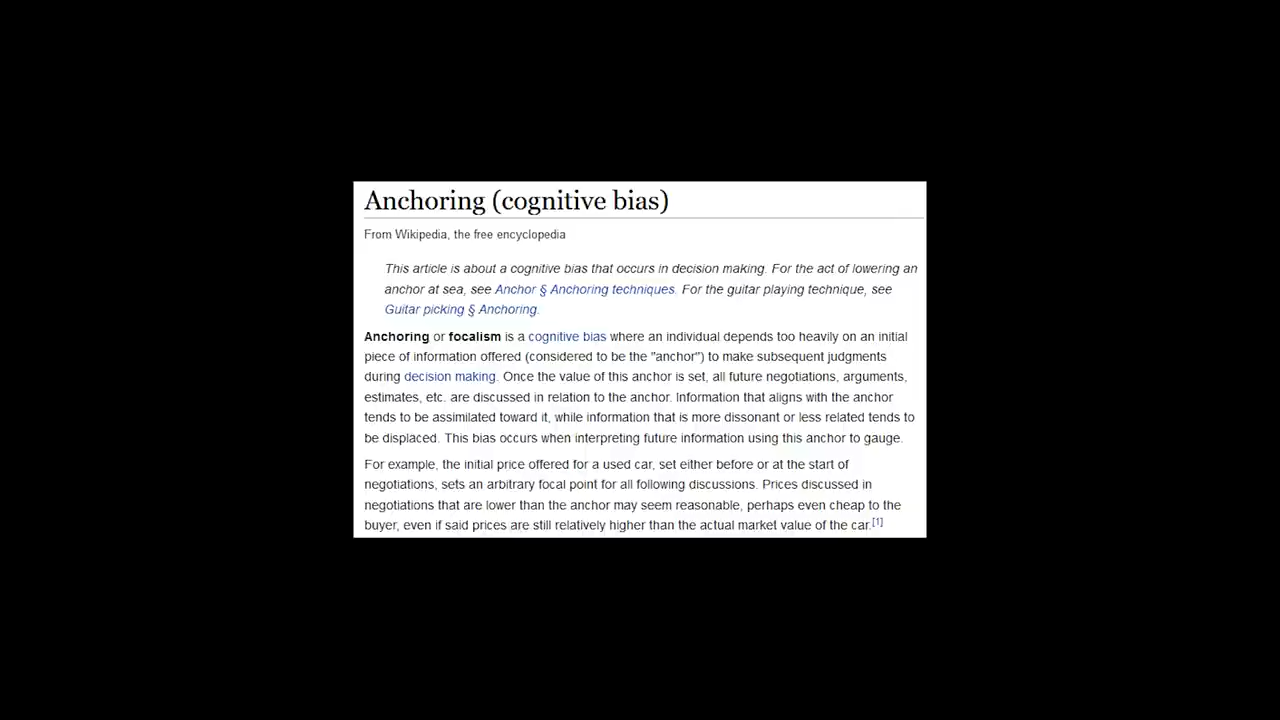 Anchoring (cognitive bias)
From Wikipedia, the free encyclopedia
This article is about a cognitive bias that occurs in decision making. For the act of lowering an
anchor at sea, see Anchor § Anchoring techniques. For the guitar playing technique, see
Guitar picking § Anchoring.
Anchoring or focalism is a cognitive bias where an individual depends too heavily on an initial
piece of information offered (considered to be the "anchor") to make subsequent judgments
during decision making. Once the value of this anchor is set, all future negotiations, arguments,
estimates, etc. are discussed in relation to the anchor. Information that aligns with the anchor
tends to be assimilated toward it, while information that is more dissonant or less related tends to
be displaced. This bias occurs when interpreting future information using this anchor to gauge.
For example, the initial price offered for a used car, set either before or at the start of
negotiations, sets an arbitrary focal point for all following discussions. Prices discussed in
negotiations that are lower than the anchor may seem reasonable, perhaps even cheap to the
buyer, even if said prices are still relatively higher than the actual market value of the car.[1]